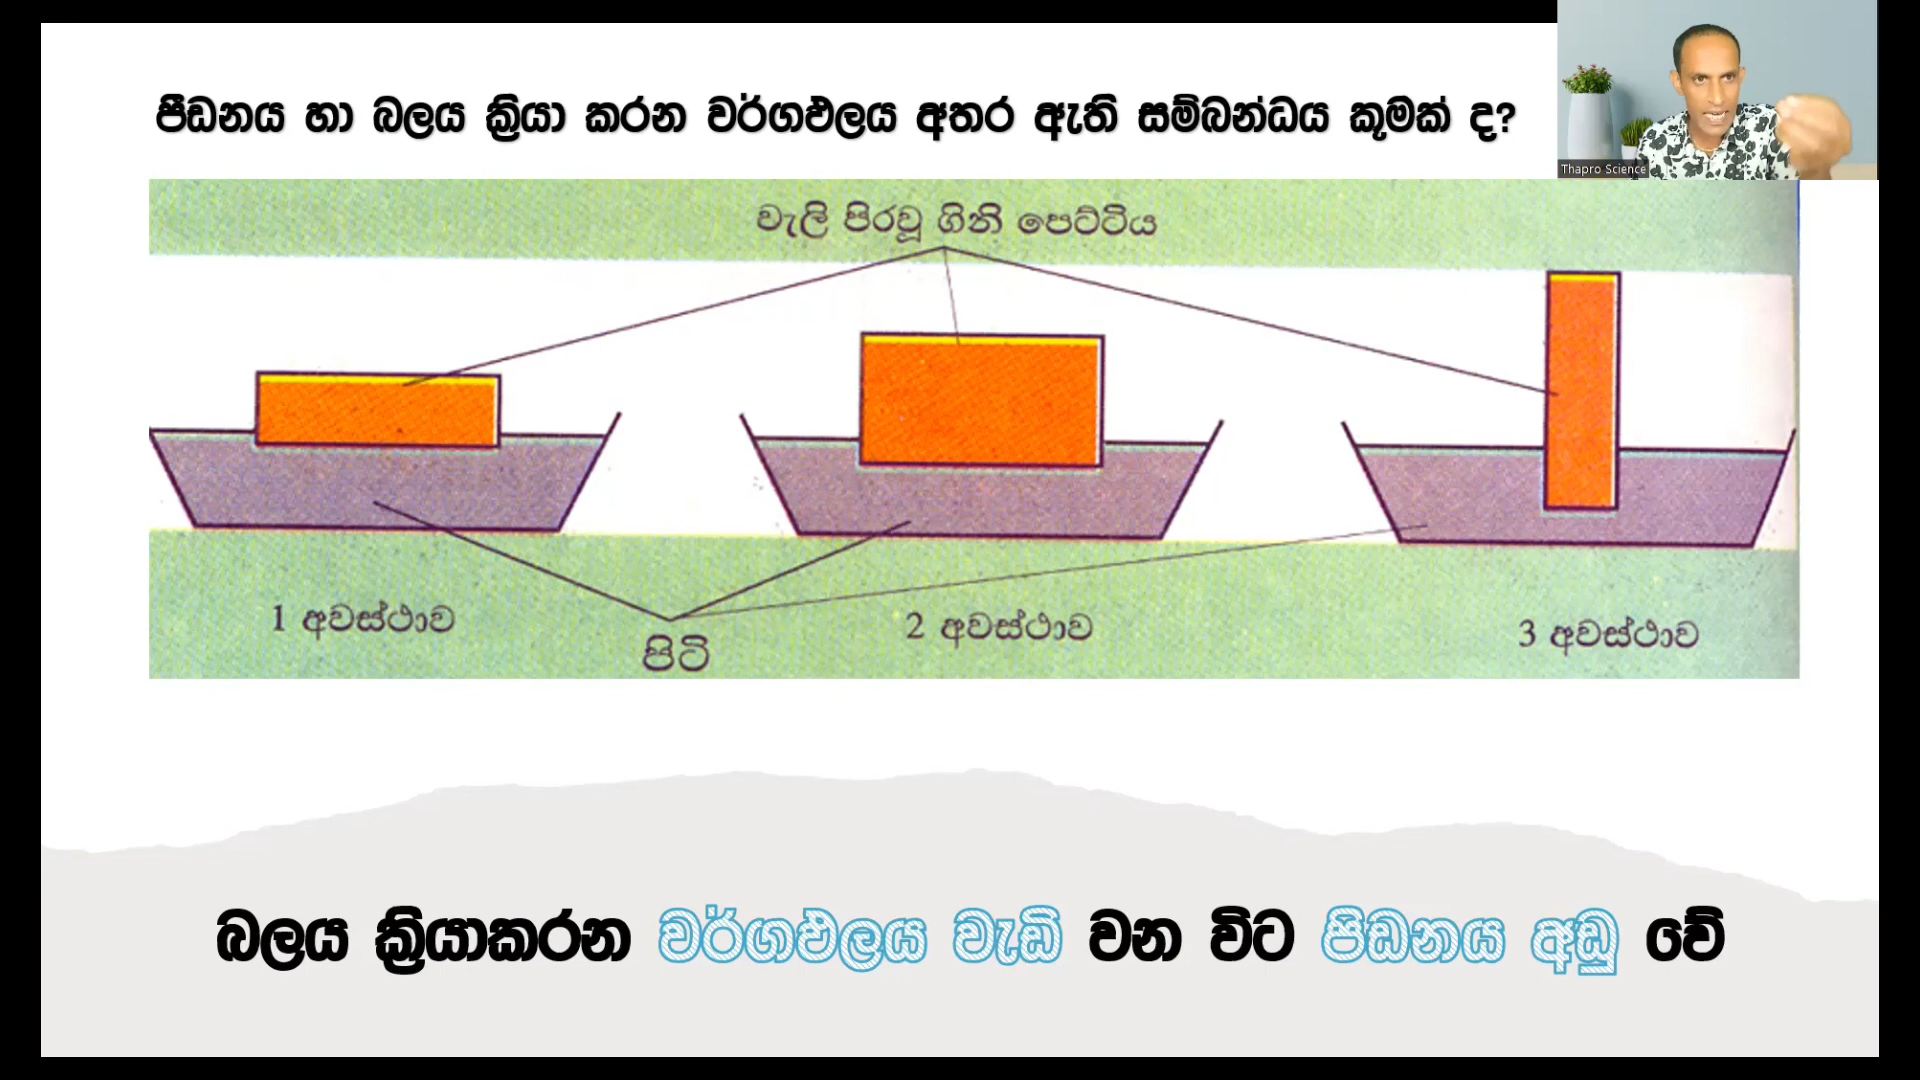 පීඩනය හා බලය ක්‍රියා කරන වර්ගඵලය අතර ඇති සම්බන්ධය කුමක් ද?
Thapro Science
වැලි පිරවූ ගිනි පෙට්ටිය
1 අවස්ථාව
පිටි
2 අවස්ථාව
3 අවස්ථාව
බලය ක්‍රියාකරන වර්ගඵලය වැඩි වන විට පිඩනය අඩු වේ